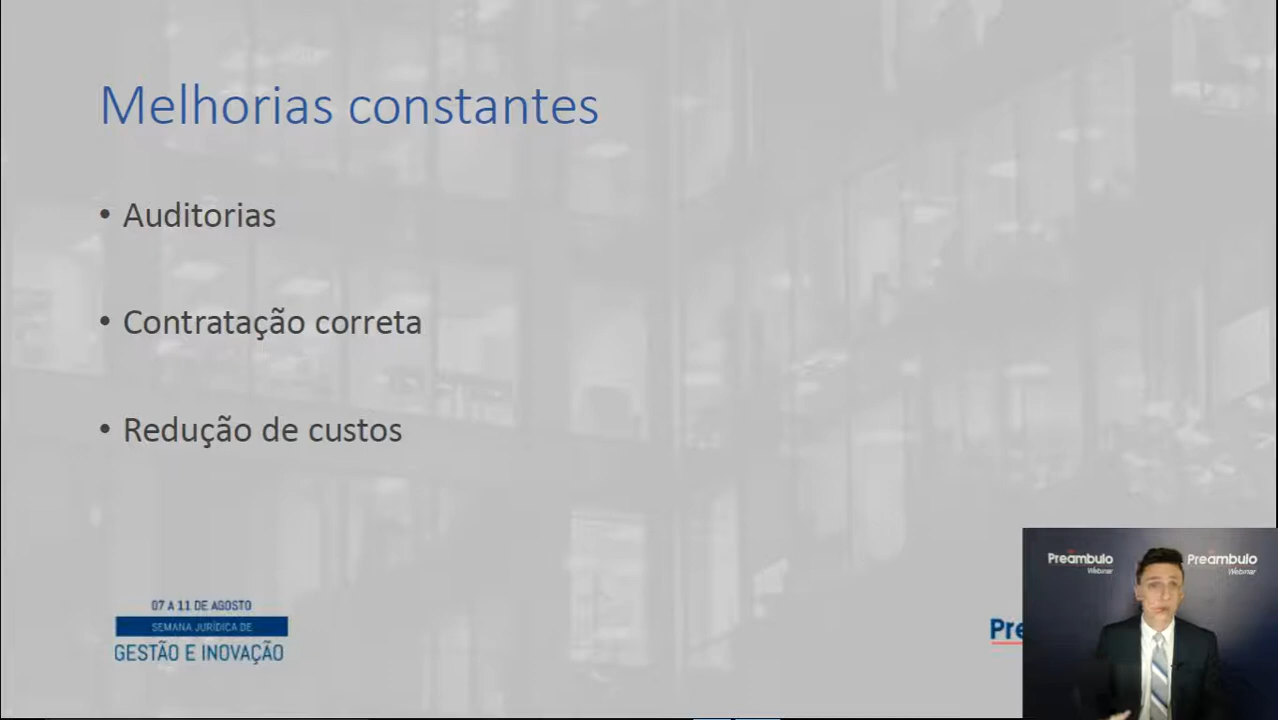 Melhorias constantes
• Auditorias
• Contratação correta
• Redução de custos
07 A 11 DE AGOSTO
SEMANA JURÍDICA DE
GESTÃO E INOVAÇÃO
Pre
Preambulo
Webinar
Preambulo
Webinar